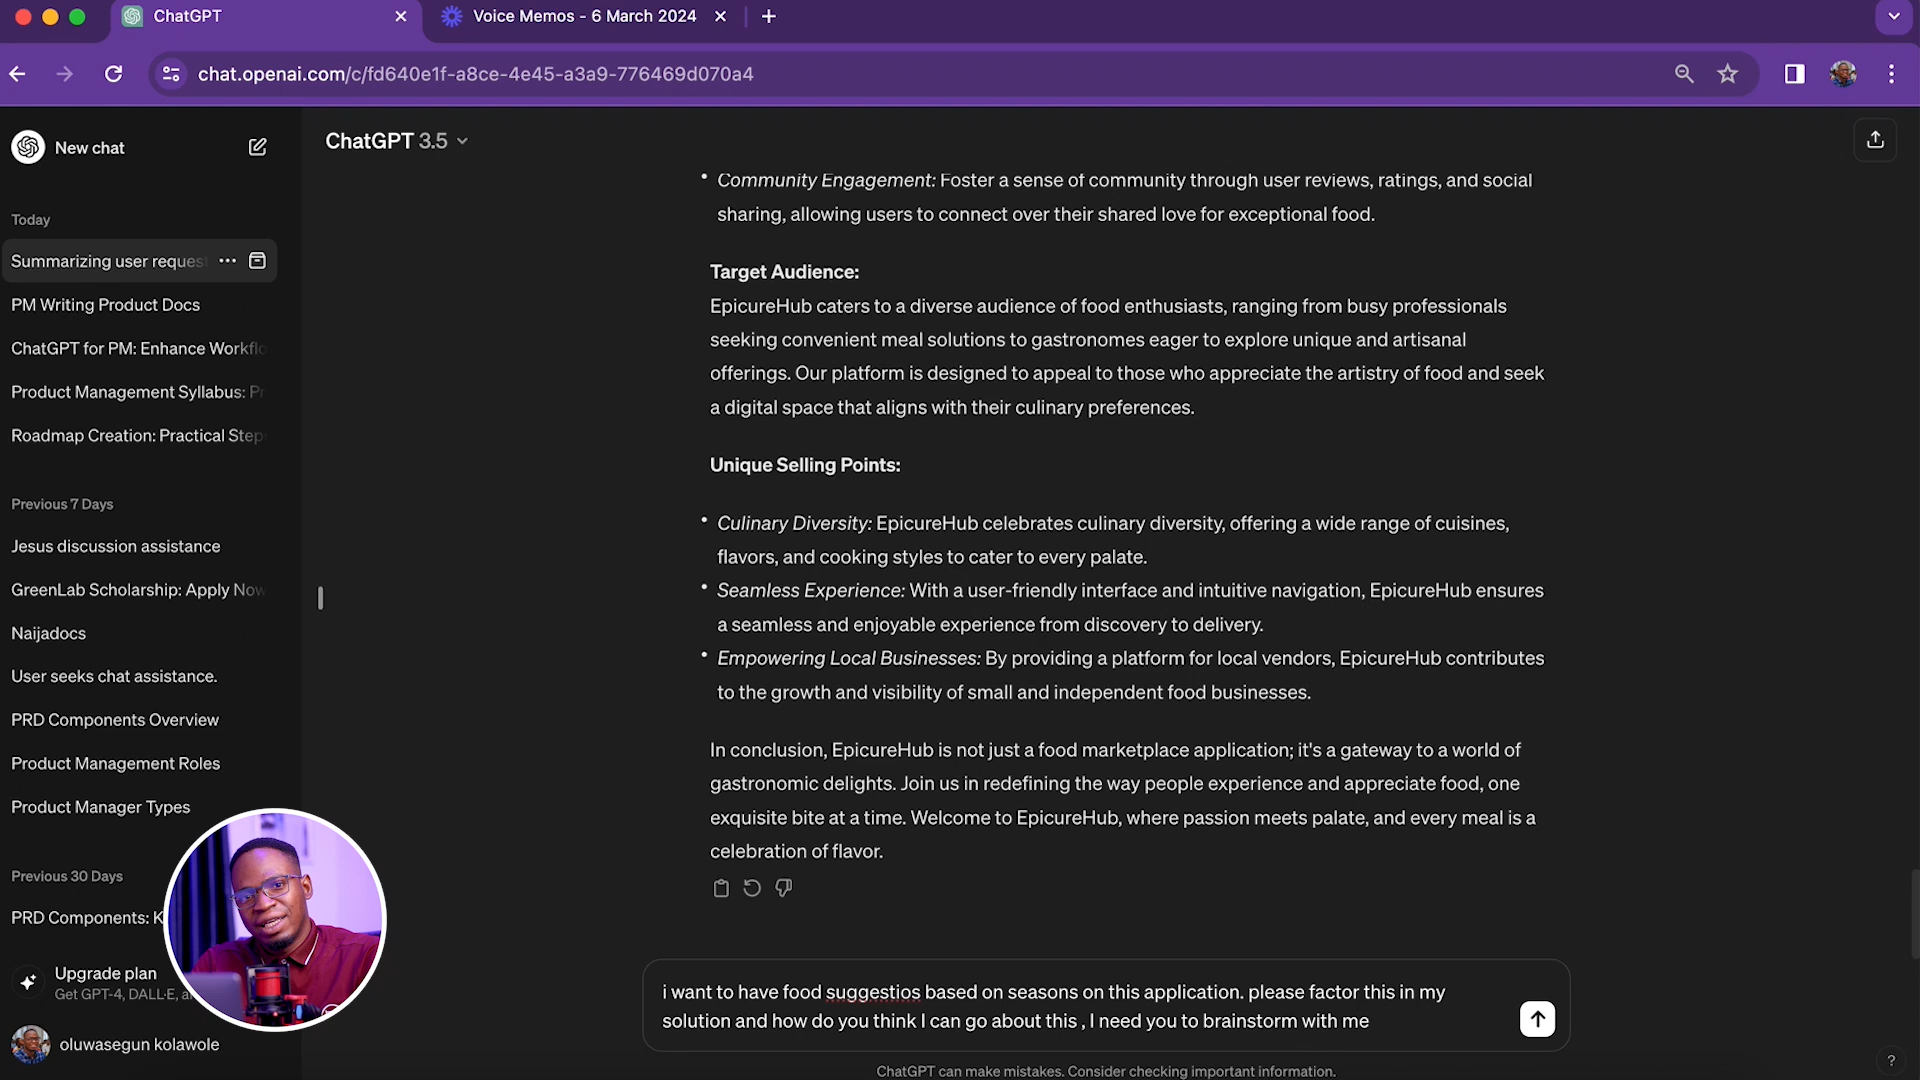 ChatGPT
Voice Memos - 6 March 2024
chat.openai.com/c/fd640e1f-a8ce-4e45-a3a9-776469d070a4
New chat
Today
Summarizing user reques
PM Writing Product Docs
ChatGPT for PM: Enhance Workflo
Product Management Syllabus: Pr
Roadmap Creation: Practical Step
Previous 7 Days
Jesus discussion assistance
GreenLab Scholarship: Apply Now
Naijadocs
User seeks chat assistance.
PRD Components Overview
Product Management Roles
Product Manager Types
Previous 30 Days
PRD Components: K
Upgrade plan
Get GPT-4, DALL·E, a
oluwasegun kolawole
ChatGPT 3.5
• Community Engagement: Foster a sense of community through user reviews, ratings, and social
sharing, allowing users to connect over their shared love for exceptional food.
Target Audience:
EpicureHub caters to a diverse audience of food enthusiasts, ranging from busy professionals
seeking convenient meal solutions to gastronomes eager to explore unique and artisanal
offerings. Our platform is designed to appeal to those who appreciate the artistry of food and seek
a digital space that aligns with their culinary preferences.
Unique Selling Points:
• Culinary Diversity: EpicureHub celebrates culinary diversity, offering a wide range of cuisines,
flavors, and cooking styles to cater to every palate.
• Seamless Experience: With a user-friendly interface and intuitive navigation, EpicureHub ensures
a seamless and enjoyable experience from discovery to delivery.
• Empowering Local Businesses: By providing a platform for local vendors, EpicureHub contributes
to the growth and visibility of small and independent food businesses.
In conclusion, EpicureHub is not just a food marketplace application; it's a gateway to a world of
gastronomic delights. Join us in redefining the way people experience and appreciate food, one
exquisite bite at a time. Welcome to EpicureHub, where passion meets palate, and every meal is a
celebration of flavor.
i want to have food suggestios based on seasons on this application. please factor this in my
solution and how do you think I can go about this , I need you to brainstorm with me
ChatGPT can make mistakes. Consider checking important information.
?